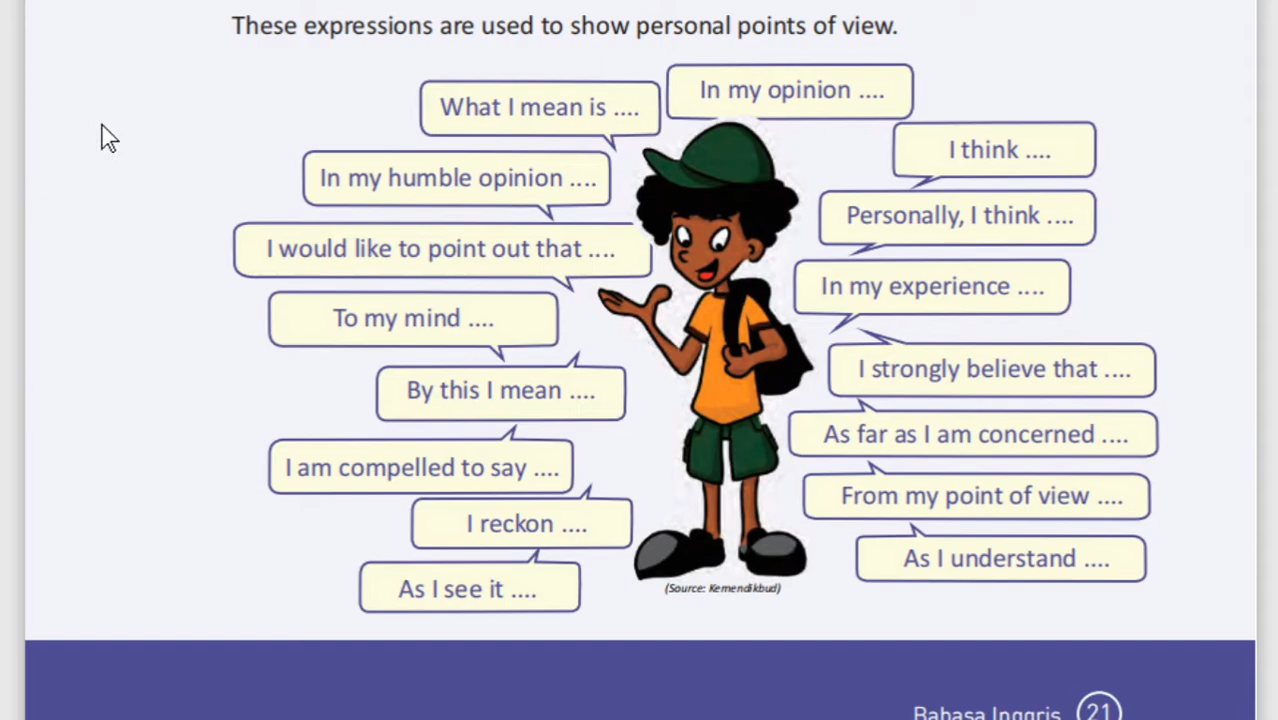 These expressions are used to show personal points of view.
In my opinion ....
What I mean is ....
I think ....
In my humble opinion ....
Personally, I think ....
I would like to point out that ....
In my experience ....
To my mind ....
I strongly believe that ....
By this I mean ....
As far as I am concerned ....
I am compelled to say ....
From my point of view ....
I reckon ....
As I understand ....
As I see it ....
(Source: Kemendikbud)
Bahasa Inggris 21